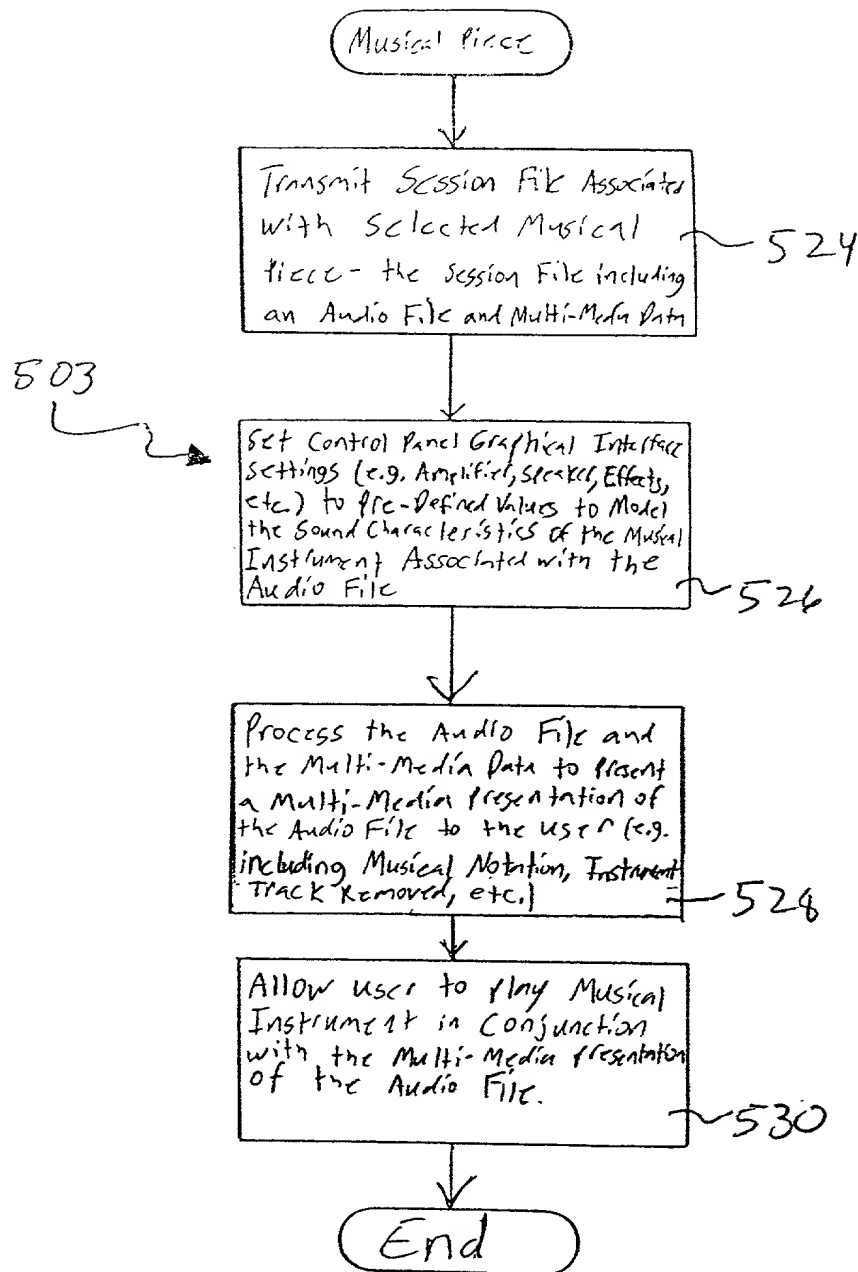 Musical Piece
Transmit Session File Associated
with Selected Musical
Piece - the Session File including
an Audio File and Multi-Media Data
524
503
Set Control Panel Graphical Interface
Settings (e.g. Amplifier, Speaker, Effects,
etc.) to Pre-Defined Values to Model
the Sound Characteristics of the Musical
Instrument Associated with the
Audio File
526
Process the Audio File and
the Multi-Media Data to Present
a Multi-Media Presentation of
the Audio File to the user (e.g.
including Musical Notation, Instrument
Track Removed, etc.)
528
Allow user to play Musical
Instrument in Conjunction
with the Multi-Media Presentation
of the Audio File.
530
End